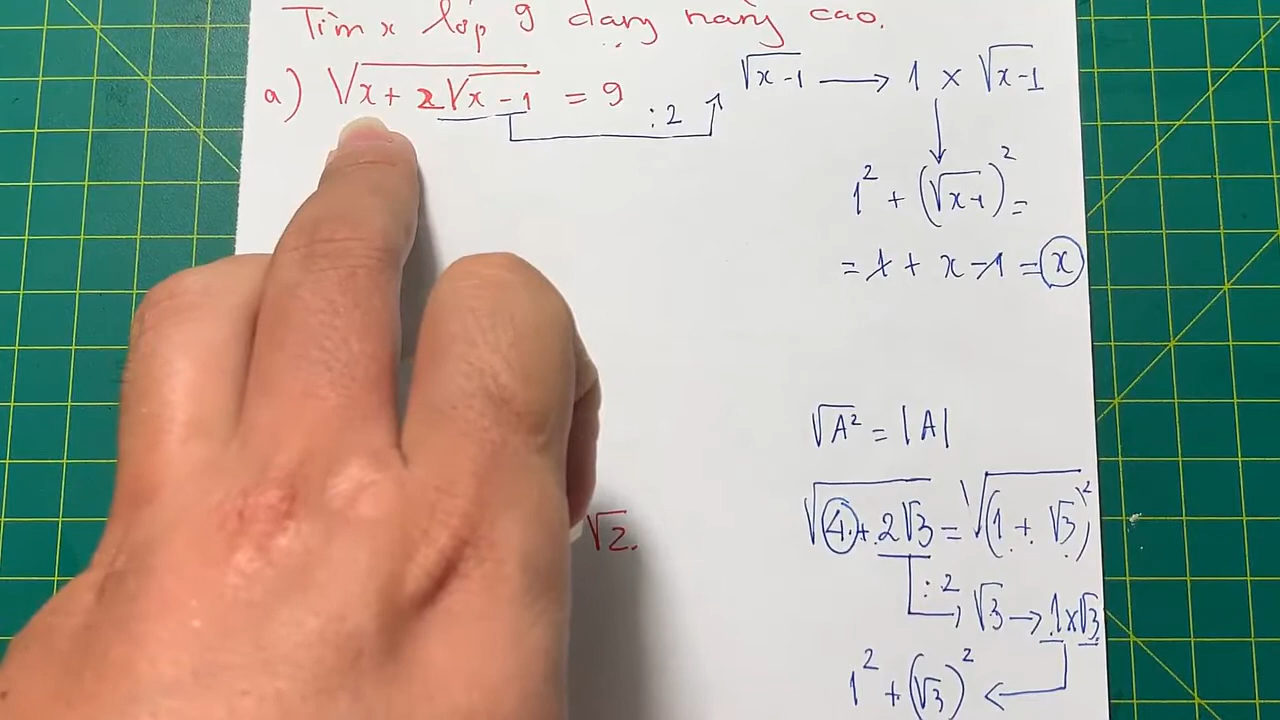 Tìm x lớp 9 dạng nâng cao.
a) √(x + 2√(x - 1)) = 9
: 2
√(x - 1) → 1 × √(x - 1)
1² + (√(x - 1))² =
= 1 + x - 1 = x
√A² = |A|
√(4 + 2√3) = √(1 + √3)²
: 2
√3 → 1 × √3
1² + (√3)²
√2.